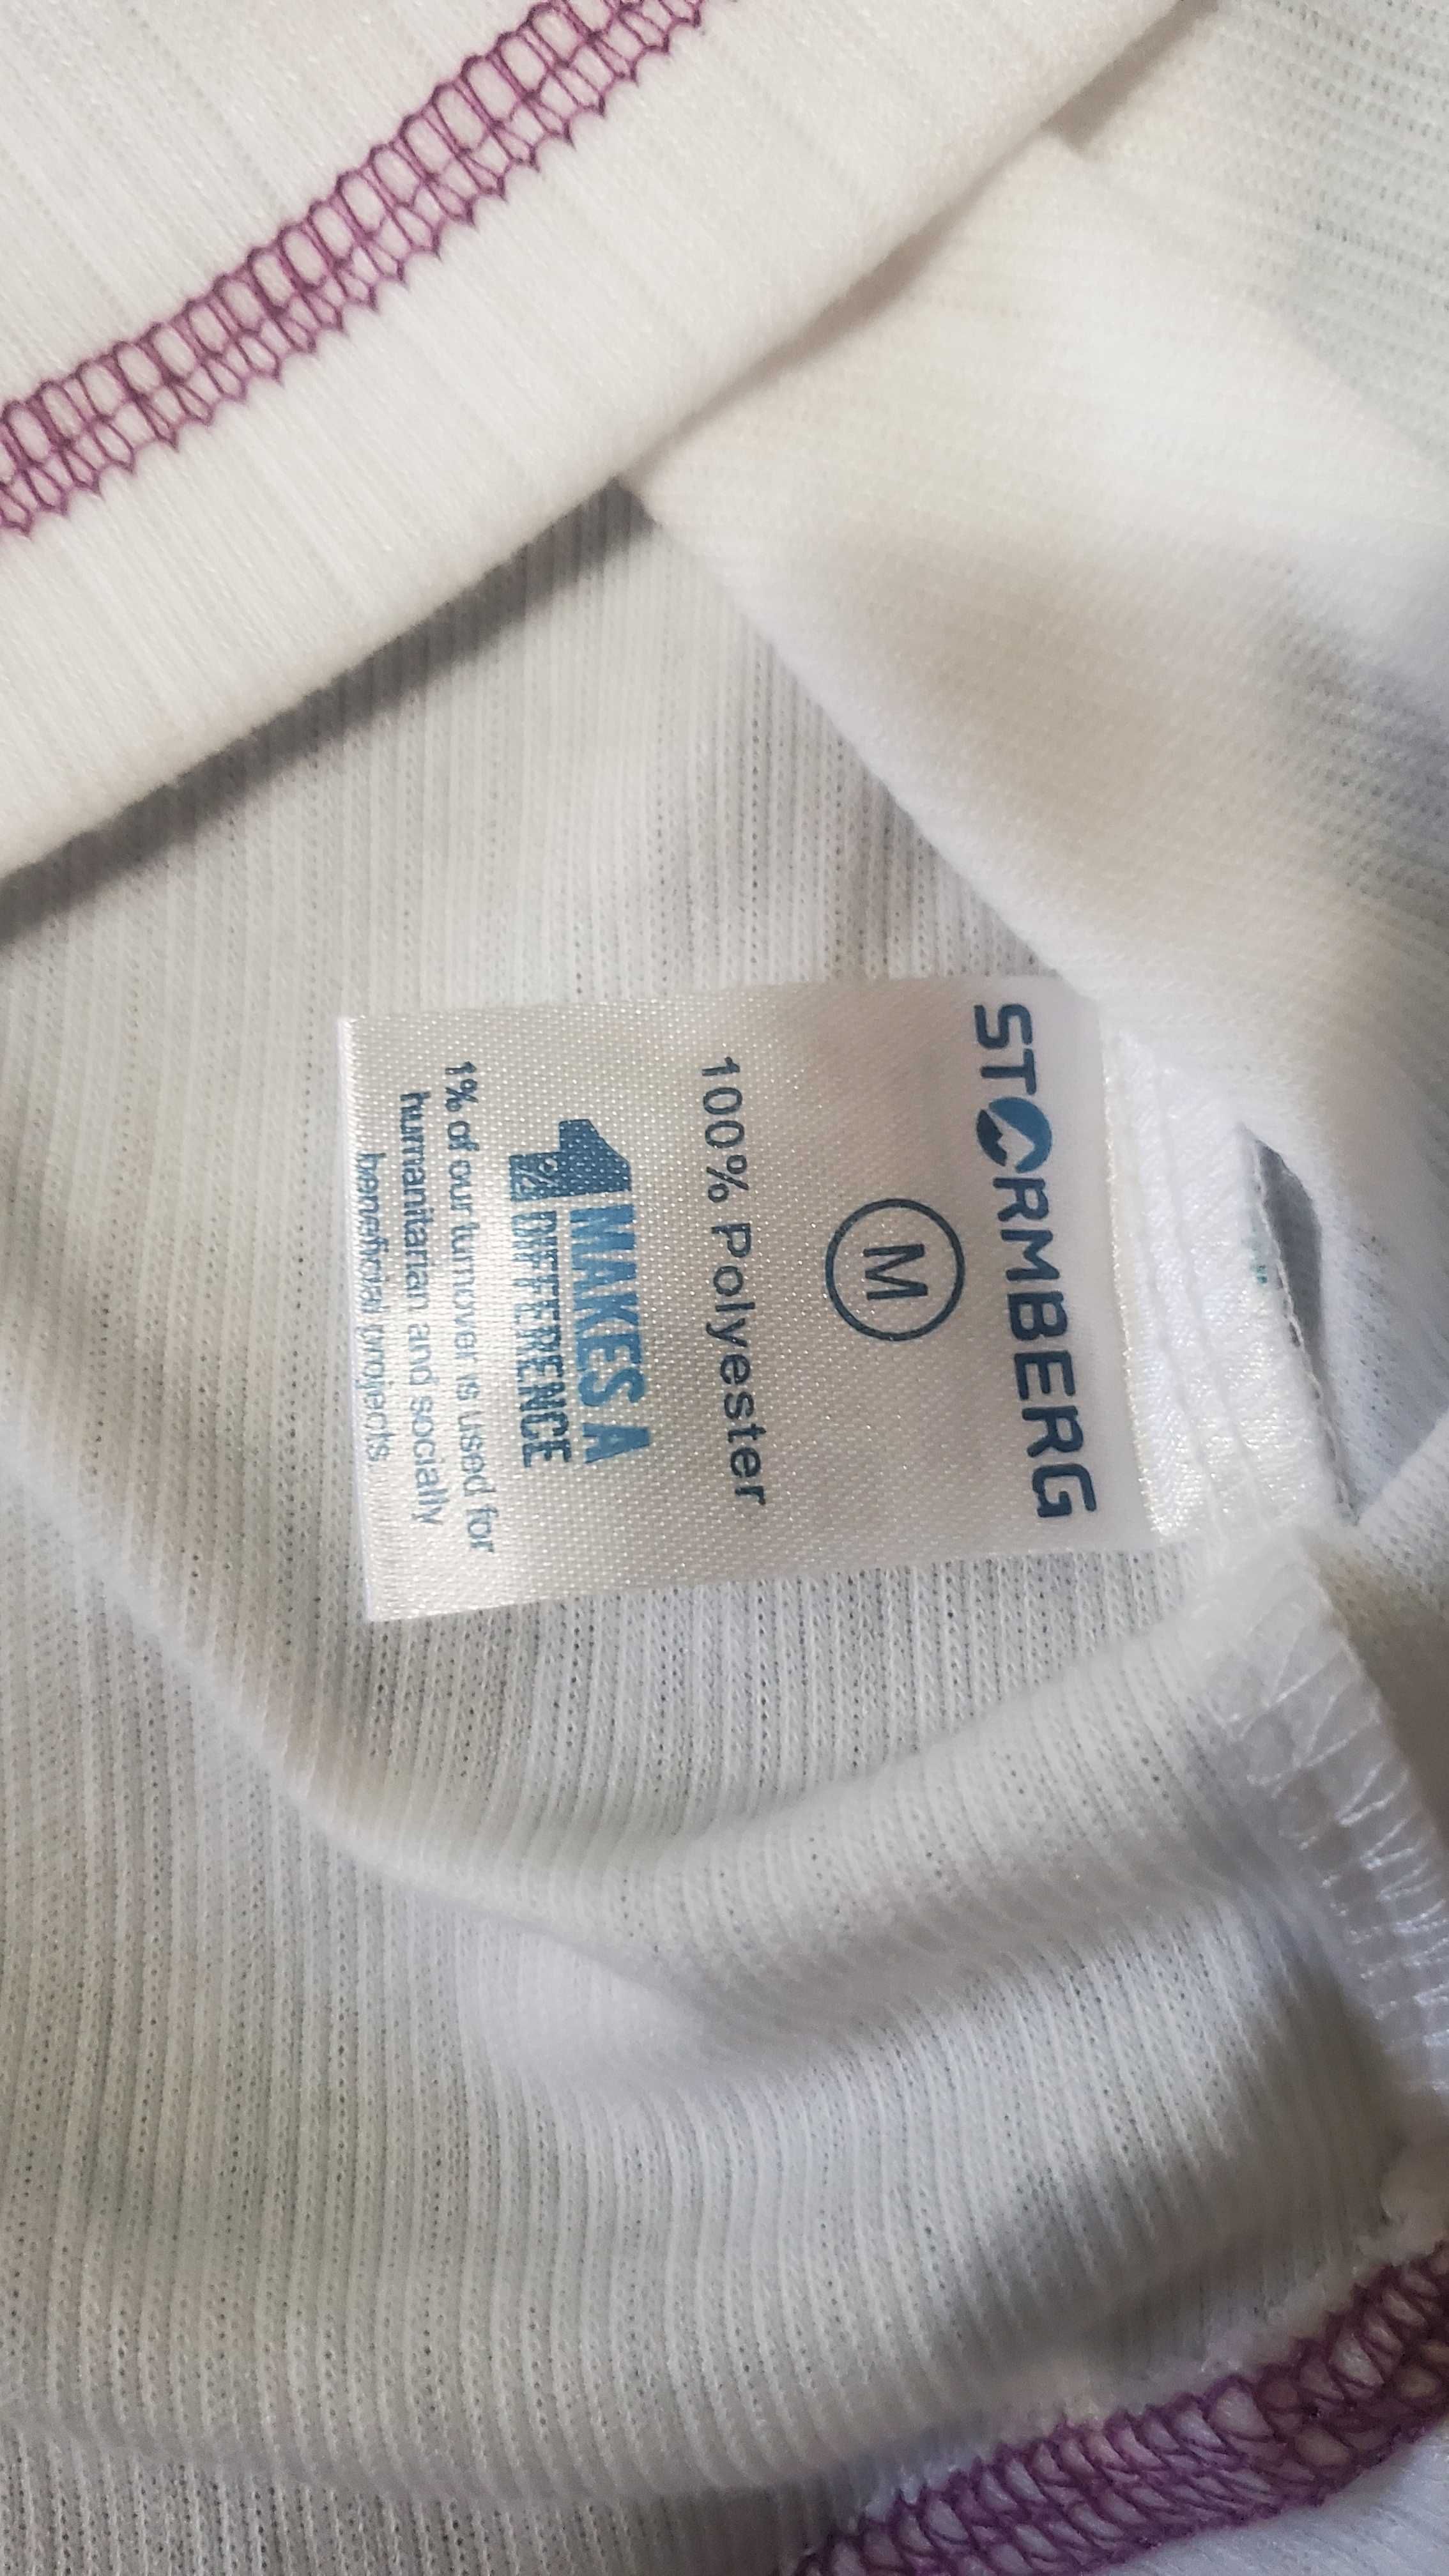 STORMBERG
M
100% Polyester
1%
MAKES A
DIFFERENCE
1% of our turnover is used for
humanitarian and socially
beneficial projects.